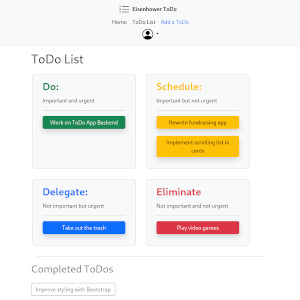 Eisenhower ToDo
Home ToDo List Add a ToDo
ToDo List
Do:
Important and urgent
Work on ToDo App Backend
Schedule:
Important but not urgent
Rewrite fundraising app
Implement scrolling list in
cards
Delegate:
Not important but urgent
Take out the trash
Eliminate
Not important and not urgent
Play video games
Completed ToDos
Improve styling with Bootstrap